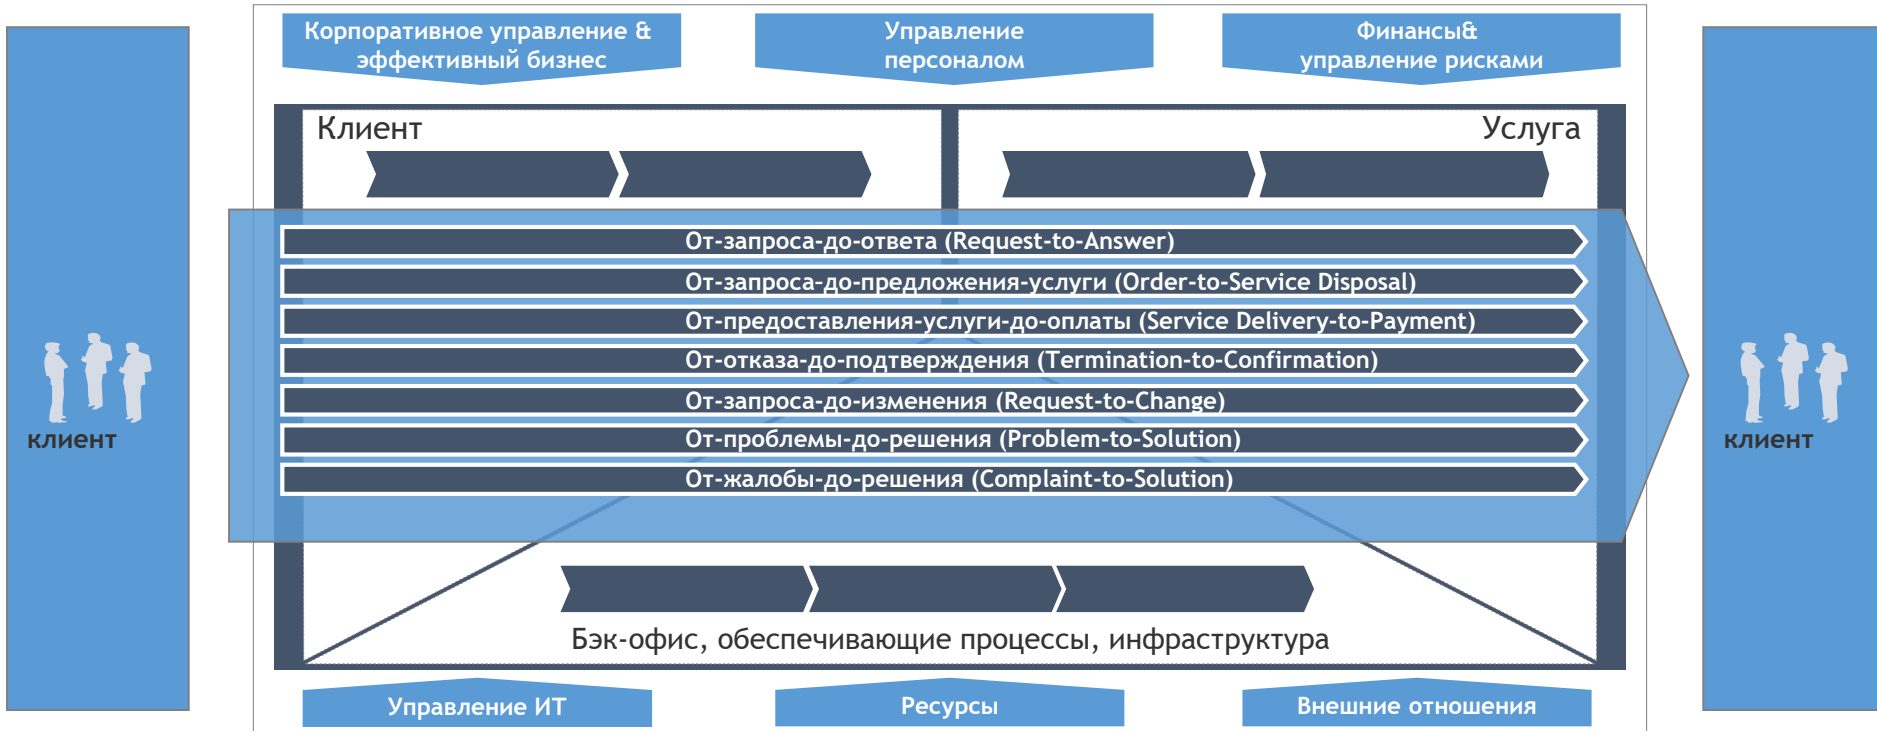 Корпоративное управление &
эффективный бизнес
Управление
персоналом
Финансы&
управление рисками
Клиент
Услуга
От-запроса-до-ответа (Request-to-Answer)
От-запроса-до-предложения-услуги (Order-to-Service Disposal)
От-предоставления-услуги-до-оплаты (Service Delivery-to-Payment)
От-отказа-до-подтверждения (Termination-to-Confirmation)
От-запроса-до-изменения (Request-to-Change)
От-проблемы-до-решения (Problem-to-Solution)
От-жалобы-до-решения (Complaint-to-Solution)
клиент
клиент
Бэк-офис, обеспечивающие процессы, инфраструктура
Управление ИТ
Ресурсы
Внешние отношения